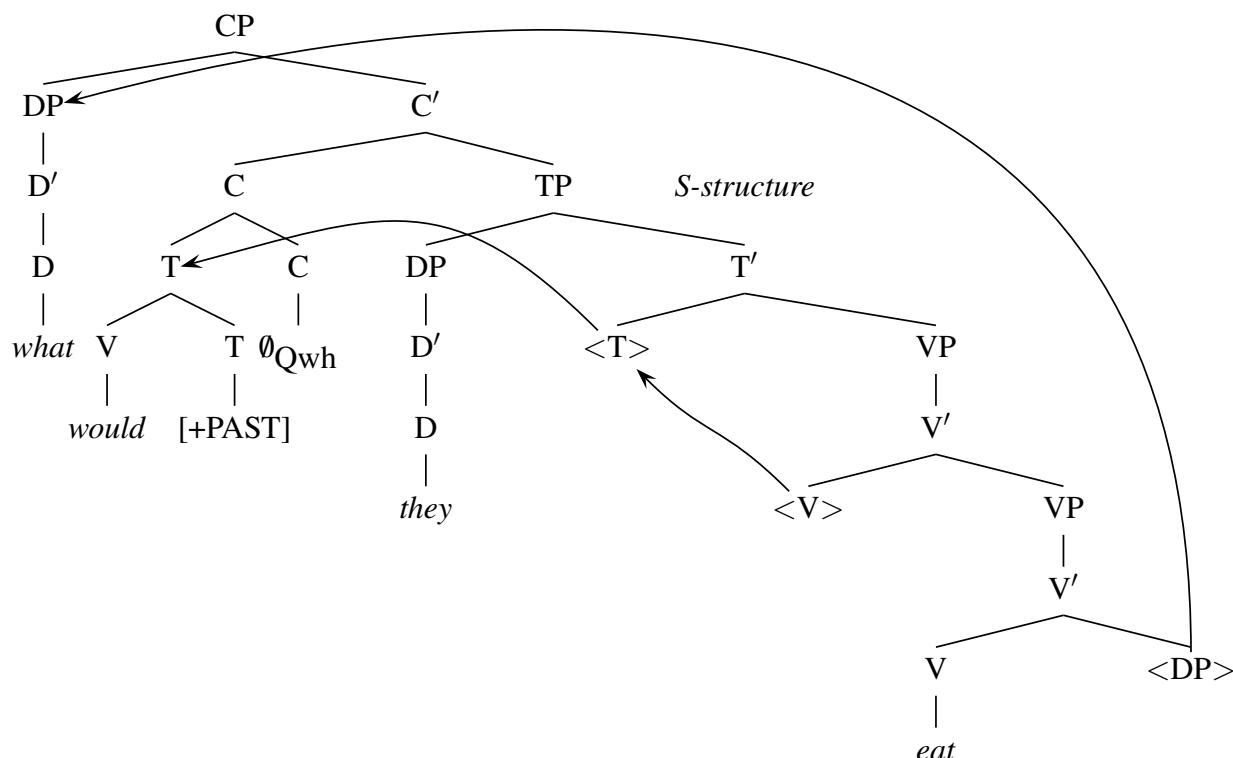 CP
DP C′
D′ C TP S-structure
D T C DP T′
what V T ∅Qwh D′ <T> VP
would [+PAST] D V′
they <V> VP
V′
V <DP>
eat